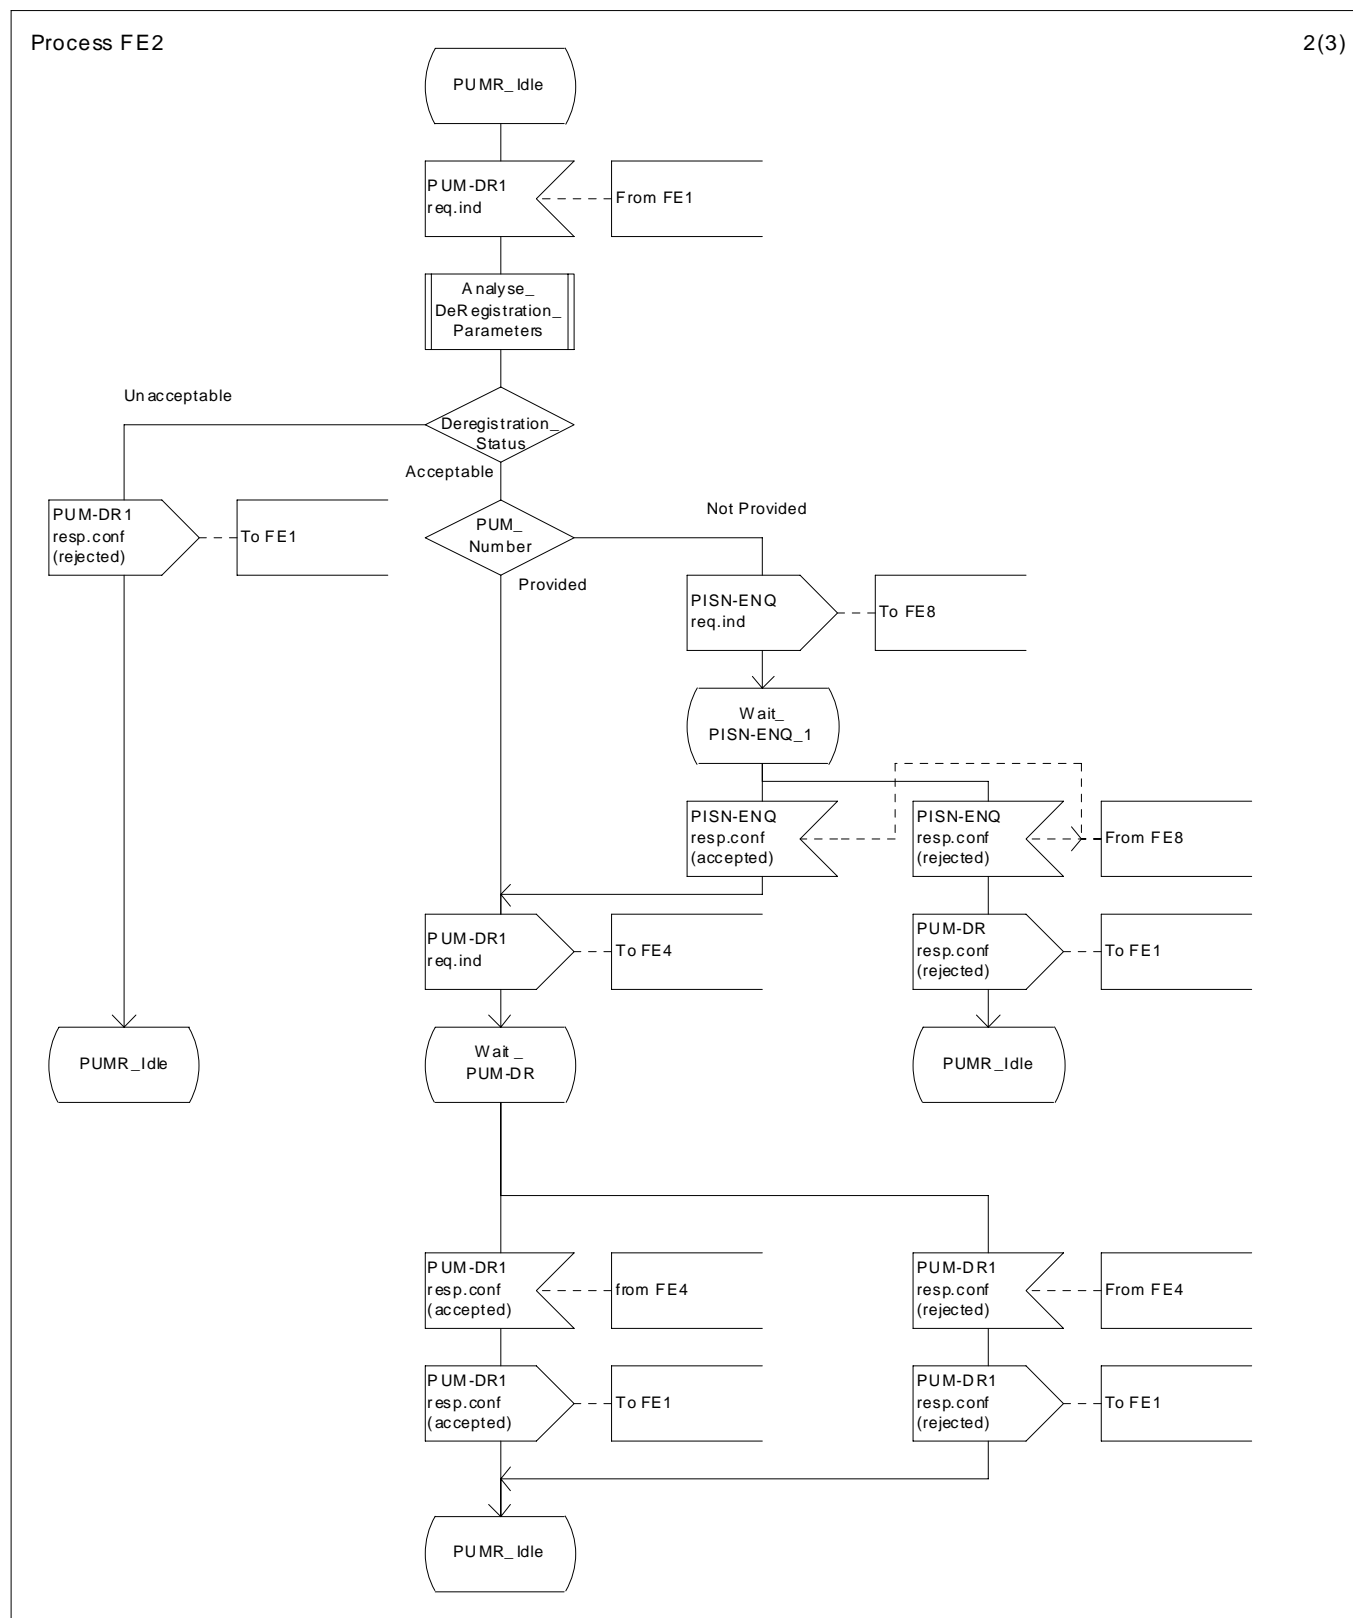 Process FE2
2(3)
PUMR_Idle
PUM-DR1
req.ind
From FE1
Analyse_
DeRegistration_
Parameters
Unacceptable
Deregistration_
Status
Acceptable
PUM-DR1
resp.conf
(rejected)
To FE1
PUM_
Number
Not Provided
Provided
PISN-ENQ
req.ind
To FE8
Wait_
PISN-ENQ_1
PISN-ENQ
resp.conf
(accepted)
PISN-ENQ
resp.conf
(rejected)
From FE8
PUM-DR1
req.ind
To FE4
PUM-DR
resp.conf
(rejected)
To FE1
PUMR_Idle
Wait_
PUM-DR
PUMR_Idle
PUM-DR1
resp.conf
(accepted)
from FE4
PUM-DR1
resp.conf
(rejected)
From FE4
PUM-DR1
resp.conf
(accepted)
To FE1
PUM-DR1
resp.conf
(rejected)
To FE1
PUMR_Idle